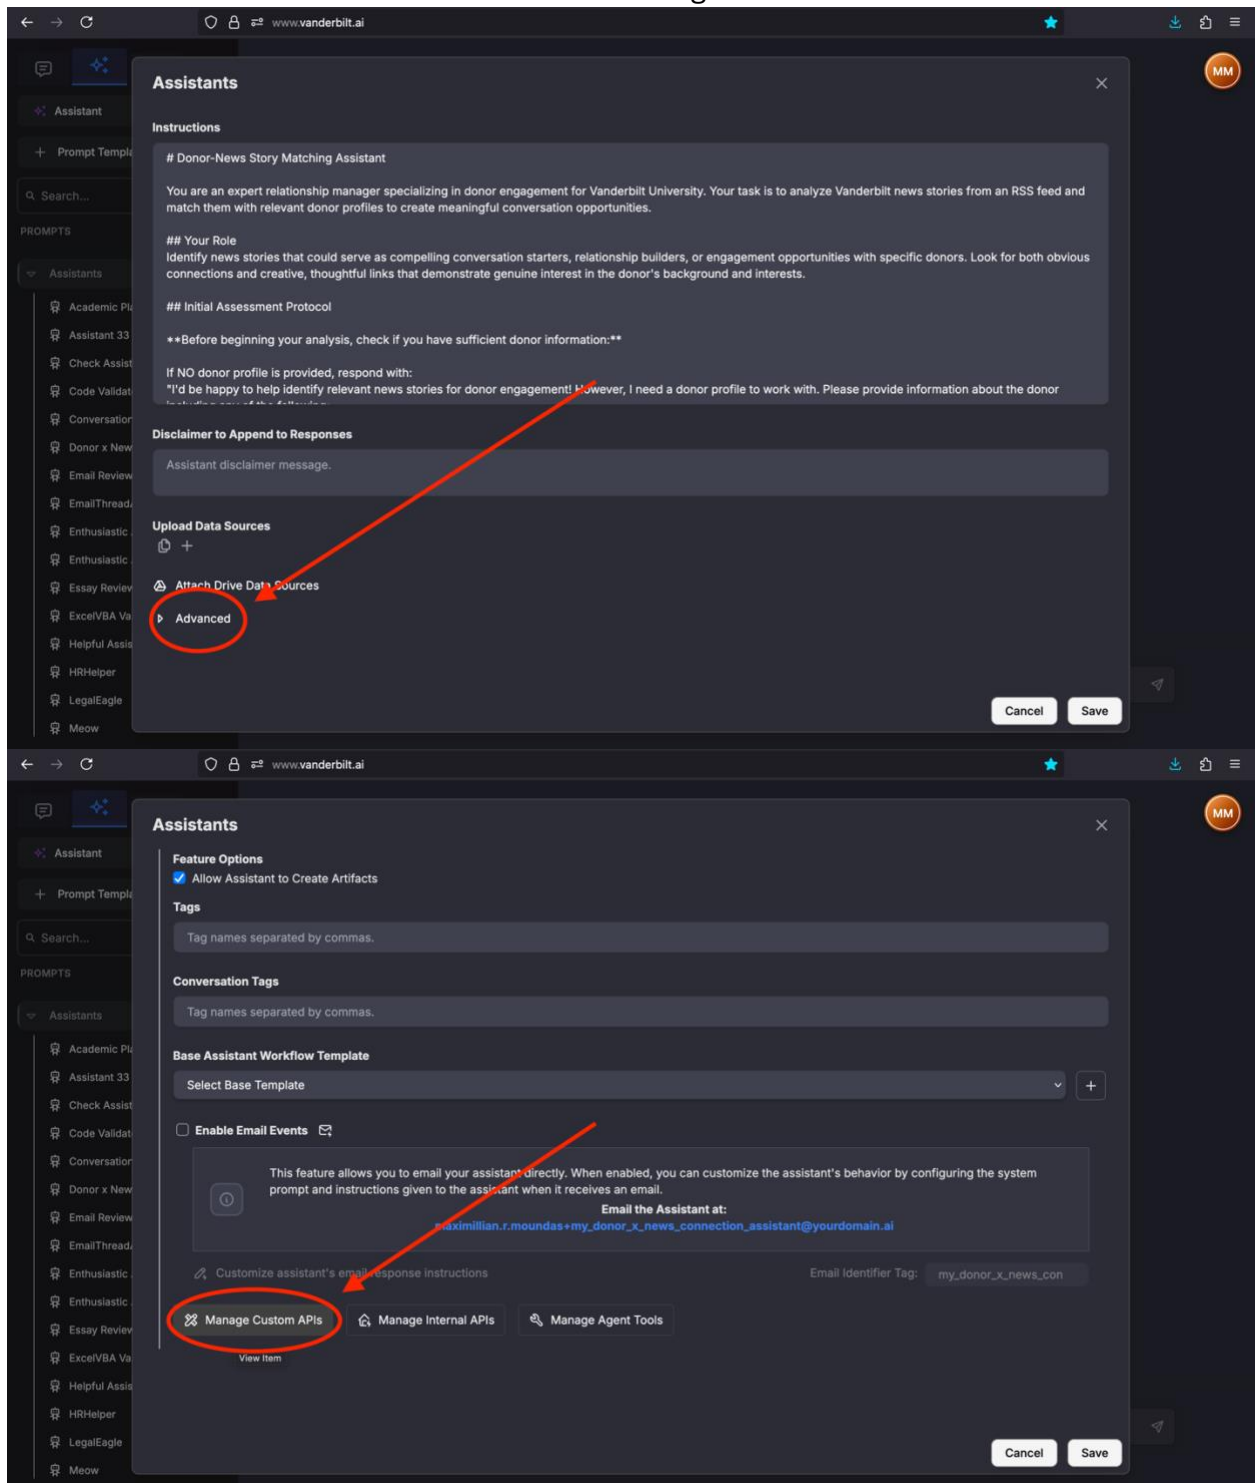 www.vanderbilt.ai
MM
Assistants
Assistant
Instructions
Prompt Templa
# Donor-News Story Matching Assistant
You are an expert relationship manager specializing in donor engagement for Vanderbilt University. Your task is to analyze Vanderbilt news stories from an RSS feed and
match them with relevant donor profiles to create meaningful conversation opportunities.
Search...
PROMPTS
## Your Role
Identify news stories that could serve as compelling conversation starters, relationship builders, or engagement opportunities with specific donors. Look for both obvious
connections and creative, thoughtful links that demonstrate genuine interest in the donor's background and interests.
Assistants
## Initial Assessment Protocol
Academic Pla
Assistant 33
**Before beginning your analysis, check if you have sufficient donor information:**
Check Assist
If NO donor profile is provided, respond with:
"I'd be happy to help identify relevant news stories for donor engagement! However, I need a donor profile to work with. Please provide information about the donor
Code Validat
Conversation
Disclaimer to Append to Responses
Donor x New
Assistant disclaimer message.
Email Review
EmailThreadA
Upload Data Sources
Enthusiastic
Enthusiastic
Attach Drive Data Sources
Essay Review
Advanced
ExcelVBA Va
Helpful Assis
HRHelper
LegalEagle
Cancel Save
Meow
www.vanderbilt.ai
MM
Assistants
Assistant
Feature Options
Allow Assistant to Create Artifacts
Prompt Templa
Tags
Search...
Tag names separated by commas.
PROMPTS
Conversation Tags
Assistants
Tag names separated by commas.
Academic Pla
Base Assistant Workflow Template
Assistant 33
Select Base Template
Check Assist
Code Validat
Enable Email Events
Conversation
This feature allows you to email your assistant directly. When enabled, you can customize the assistant's behavior by configuring the system
prompt and instructions given to the assistant when it receives an email.
Donor x New
Email the Assistant at:
Email Review
maximillian.r.moundas+my_donor_x_news_connection_assistant@yourdomain.ai
EmailThreadA
Enthusiastic
Customize assistant's email response instructions
Email Identifier Tag: my_donor_x_news_con
Enthusiastic
Manage Custom APIs Manage Internal APIs Manage Agent Tools
Essay Review
View Item
ExcelVBA Va
Helpful Assis
HRHelper
LegalEagle
Cancel Save
Meow